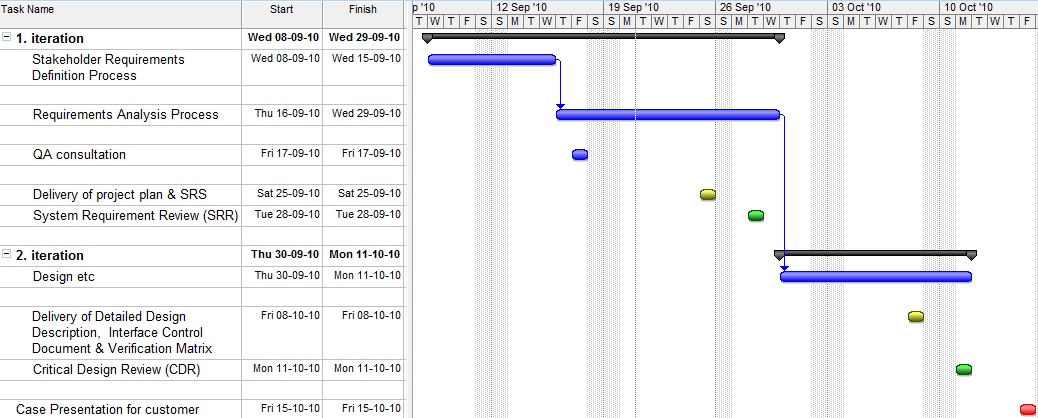 Task Name Start Finish p '10 12 Sep '10 19 Sep '10 26 Sep '10 03 Oct '10 10 Oct '10
T W T F S S M T W T F S S M T W T F S S M T W T F S S M T W T F S S M T W T F
1. iteration Wed 08-09-10 Wed 29-09-10
Stakeholder Requirements Wed 08-09-10 Wed 15-09-10
Definition Process
Requirements Analysis Process Thu 16-09-10 Wed 29-09-10
QA consultation Fri 17-09-10 Fri 17-09-10
Delivery of project plan & SRS Sat 25-09-10 Sat 25-09-10
System Requirement Review (SRR) Tue 28-09-10 Tue 28-09-10
2. iteration Thu 30-09-10 Mon 11-10-10
Design etc Thu 30-09-10 Mon 11-10-10
Delivery of Detailed Design Fri 08-10-10 Fri 08-10-10
Description, Interface Control
Document & Verification Matrix
Critical Design Review (CDR) Mon 11-10-10 Mon 11-10-10
Case Presentation for customer Fri 15-10-10 Fri 15-10-10